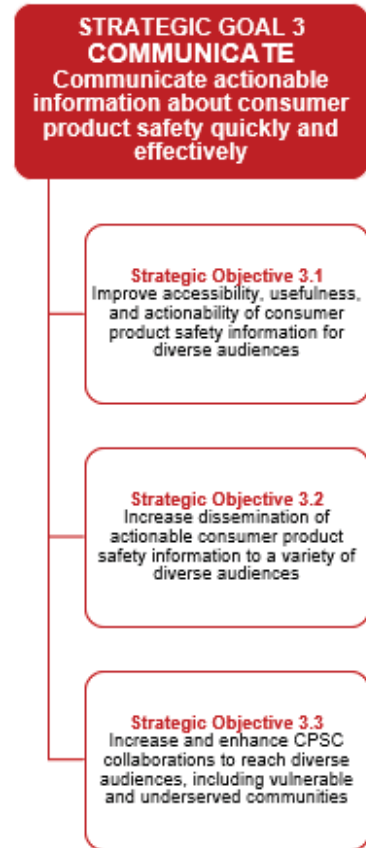 STRATEGIC GOAL 3
COMMUNICATE
Communicate actionable
information about consumer
product safety quickly and
effectively
Strategic Objective 3.1
Improve accessibility, usefulness,
and actionability of consumer
product safety information for
diverse audiences
Strategic Objective 3.2
Increase dissemination of
actionable consumer product
safety information to a variety of
diverse audiences
Strategic Objective 3.3
Increase and enhance CPSC
collaborations to reach diverse
audiences, including vulnerable
and underserved communities